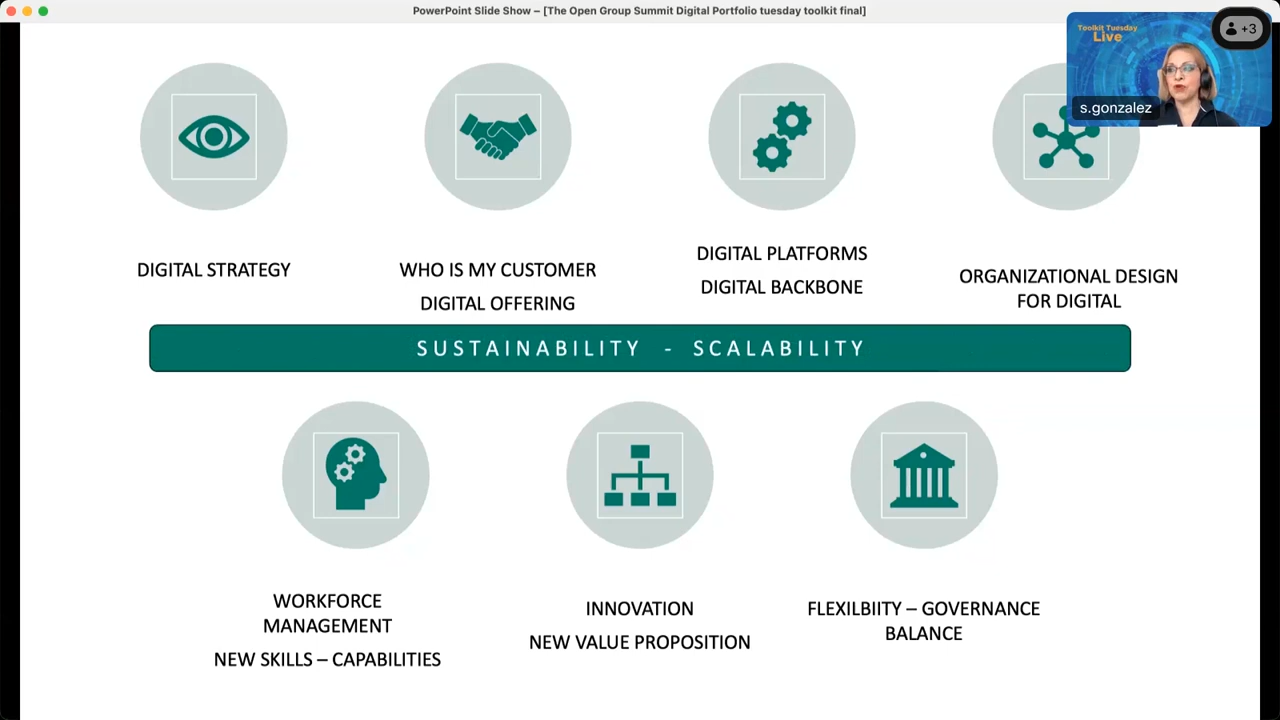 PowerPoint Slide Show – [The Open Group Summit Digital Portfolio tuesday toolkit final]
Toolkit Tuesday
Live
+3
s.gonzalez
DIGITAL STRATEGY
WHO IS MY CUSTOMER
DIGITAL OFFERING
DIGITAL PLATFORMS
DIGITAL BACKBONE
ORGANIZATIONAL DESIGN
FOR DIGITAL
SUSTAINABILITY - SCALABILITY
WORKFORCE
MANAGEMENT
NEW SKILLS – CAPABILITIES
INNOVATION
NEW VALUE PROPOSITION
FLEXILBIITY – GOVERNANCE
BALANCE